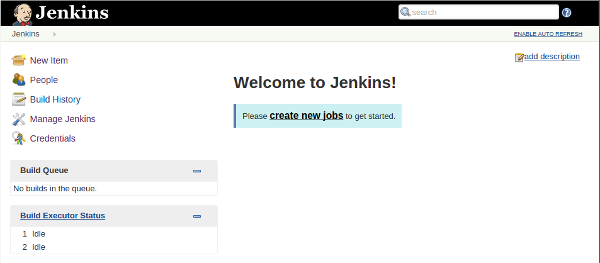 Jenkins
search
Jenkins
ENABLE AUTO REFRESH
New Item
People
Build History
Manage Jenkins
Credentials
Build Queue
No builds in the queue.
Build Executor Status
1 Idle
2 Idle
add description
Welcome to Jenkins!
Please create new jobs to get started.